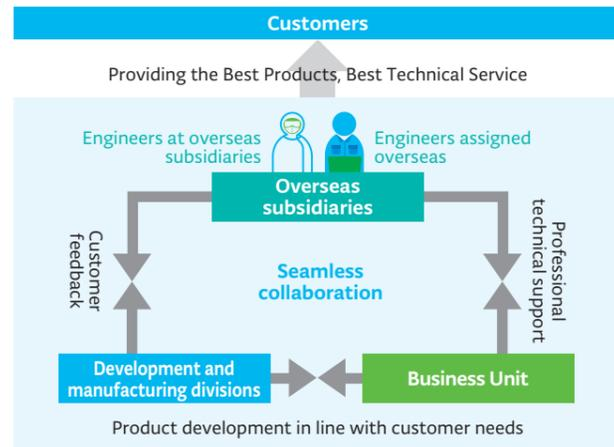 Customers
Providing the Best Products, Best Technical Service
Engineers at overseas
subsidiaries
Engineers assigned
overseas
Overseas
subsidiaries
Customer
feedback
Professional
technical support
Seamless
collaboration
Development and
manufacturing divisions
Business Unit
Product development in line with customer needs